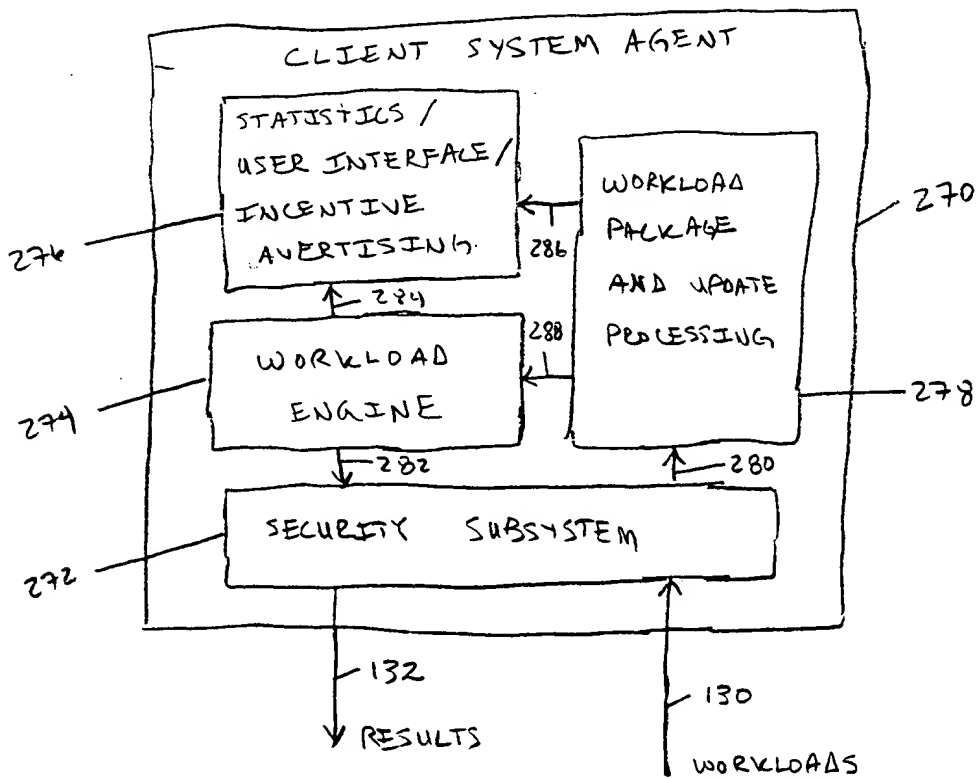 CLIENT SYSTEM AGENT
STATISTICS /
USER INTERFACE /
INCENTIVE
AVERTISING.
276
WORKLOAD
PACKAGE
AND UPDATE
PROCESSING
270
286
284
288
WORKLOAD
ENGINE
274
278
282
280
SECURITY SUBSYSTEM
272
132
130
RESULTS
WORKLOADS